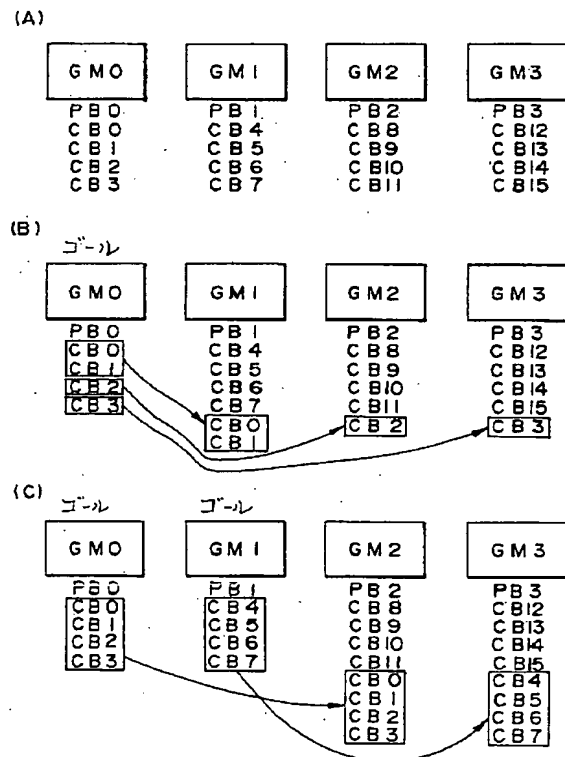 (A)
GM0 GM1 GM2 GM3
PB0 PB1 PB2 PB3
CB0 CB4 CB8 CB12
CB1 CB5 CB9 CB13
CB2 CB6 CB10 CB14
CB3 CB7 CB11 CB15
(B)
ゴール
GM0 GM1 GM2 GM3
PB0 PB1 PB2 PB3
CB0 CB4 CB8 CB12
CB1 CB5 CB9 CB13
CB2 CB6 CB10 CB14
CB3 CB7 CB11 CB15
CB0 CB2 CB3
CB1
(C)
ゴール ゴール
GM0 GM1 GM2 GM3
PB0 PB1 PB2 PB3
CB0 CB4 CB8 CB12
CB1 CB5 CB9 CB13
CB2 CB6 CB10 CB14
CB3 CB7 CB11 CB15
CB0 CB4
CB1 CB5
CB2 CB6
CB3 CB7